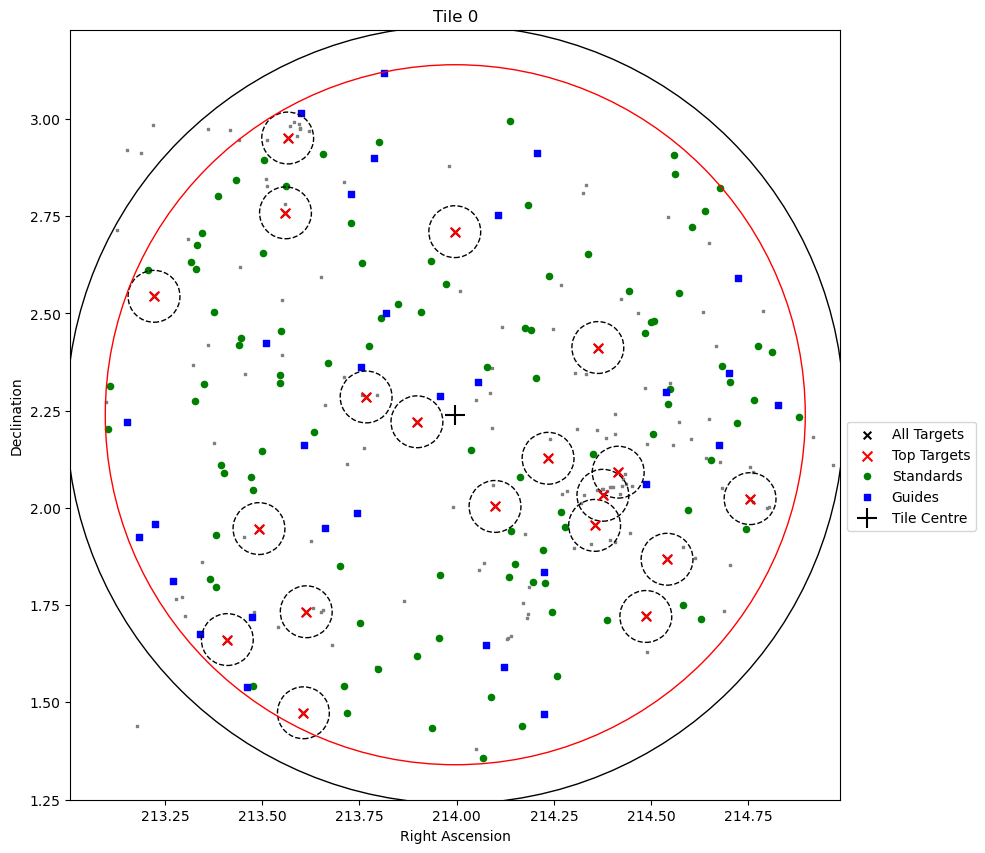 Tile 0
Declination
3.00
2.75
2.50
2.25
2.00
1.75
1.50
1.25
213.25
213.50
213.75
214.00
214.25
214.50
214.75
Right Ascension
All Targets
Top Targets
Standards
Guides
Tile Centre